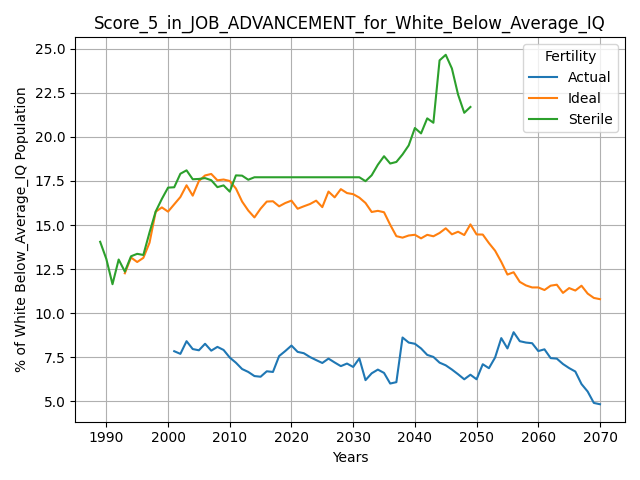 Score_5_in_JOB_ADVANCEMENT_for_White_Below_Average_IQ
% of White Below_Average_IQ Population
25.0
22.5
20.0
17.5
15.0
12.5
10.0
7.5
5.0
Fertility
Actual
Ideal
Sterile
1990 2000 2010 2020 2030 2040 2050 2060 2070
Years